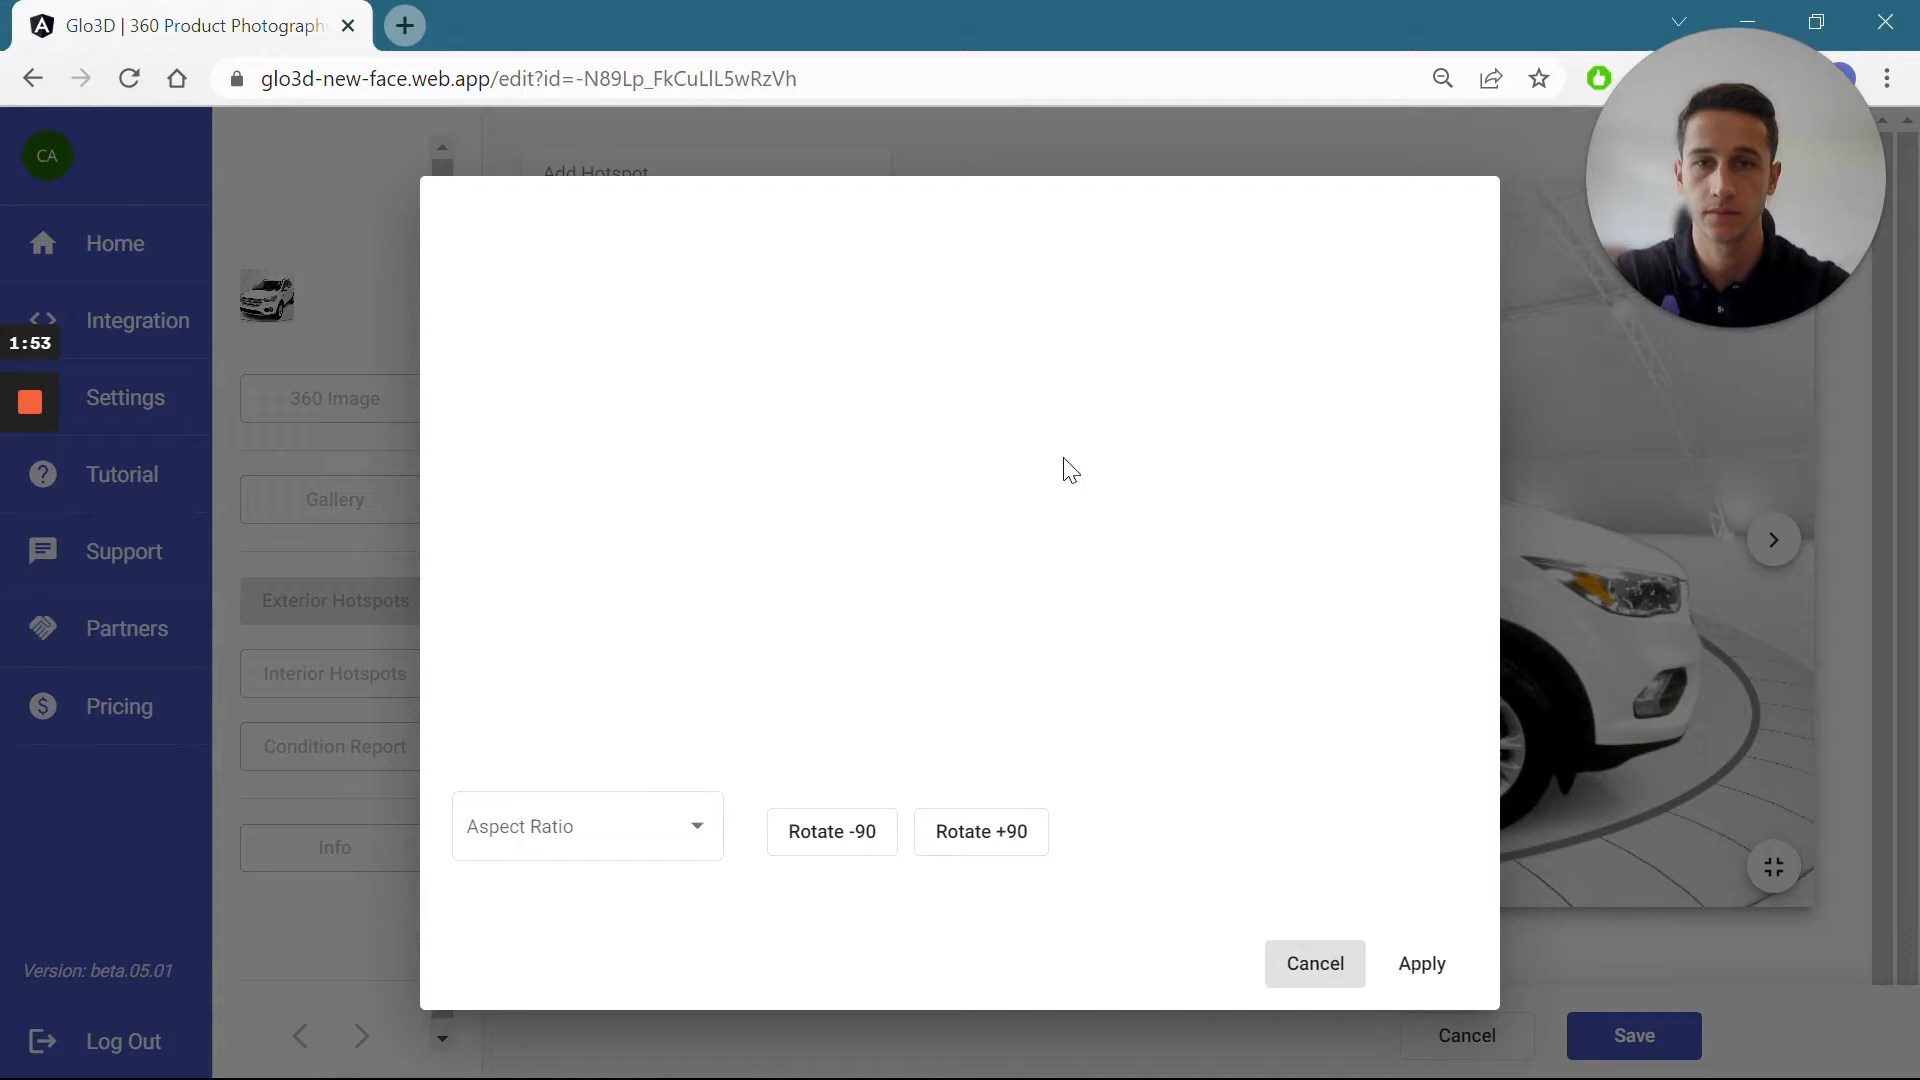 Glo3D | 360 Product Photography
glo3d-new-face.web.app/edit?id=-N89Lp_FkCuLlL5wRzVh
CA
Add Hotspot
Home
Integration
1:53
360 Image
Settings
Tutorial
Gallery
Support
Exterior Hotspots
Partners
Interior Hotspots
Pricing
Condition Report
Aspect Ratio
Rotate -90
Rotate +90
Info
Cancel
Apply
Version: beta.05.01
Log Out
Cancel
Save